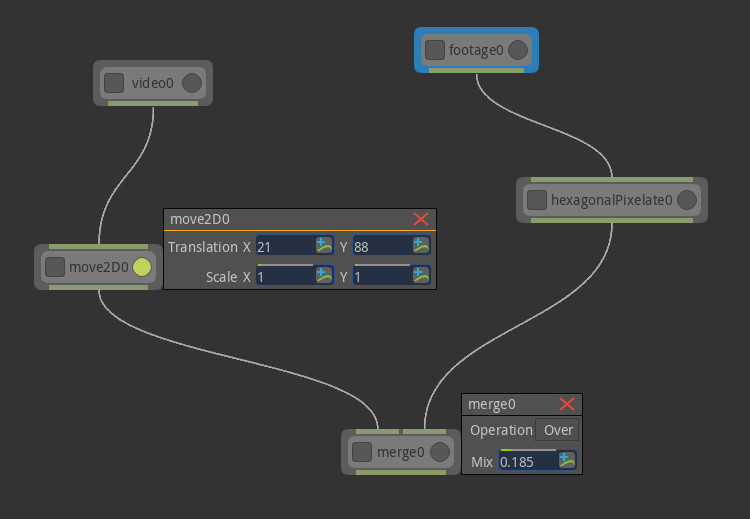 footage0
video0
hexagonalPixelate0
move2D0
Translation X 21 Y 88
Scale X 1 Y 1
move2D0
merge0
Operation Over
Mix 0.185
merge0